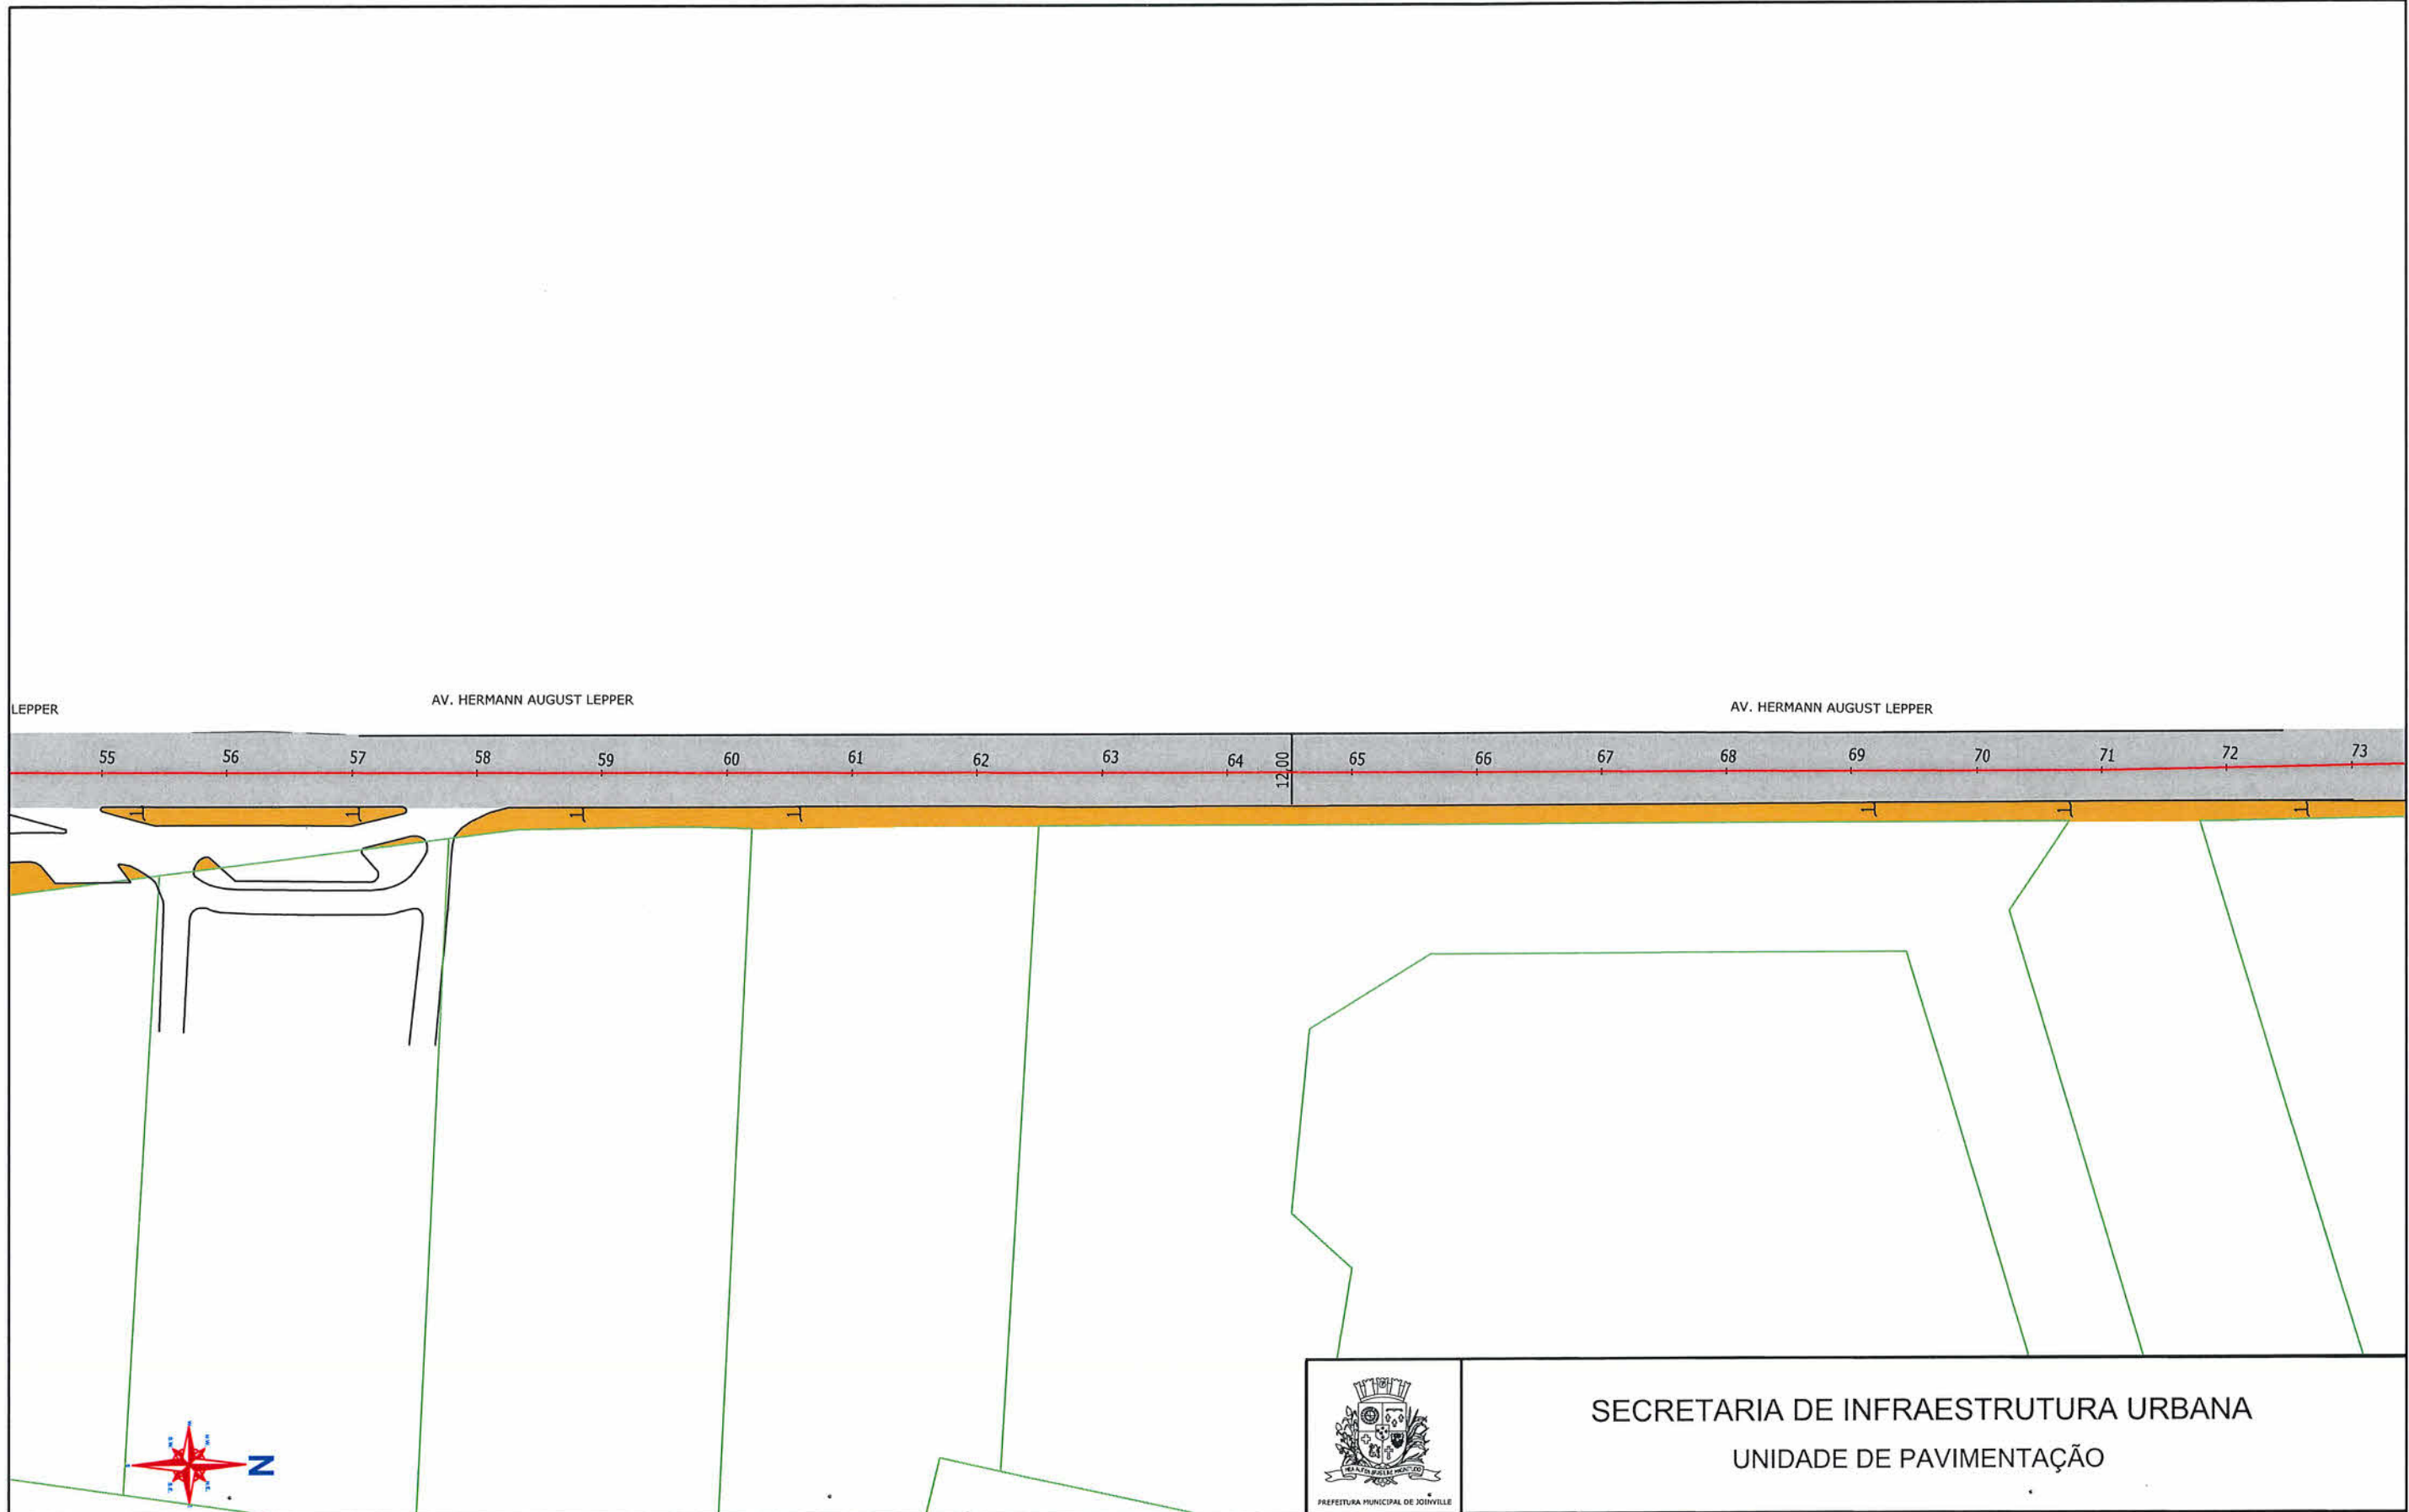 AV. HERMANN AUGUST LEPPER
LEPPER
AV. HERMANN AUGUST LEPPER
55 56 57 58 59 60 61 62 63 64 65 66 67 68 69 70 71 72 73
12.00
N
SECRETARIA DE INFRAESTRUTURA URBANA
UNIDADE DE PAVIMENTAÇÃO
PREFEITURA MUNICIPAL DE JOINVILLE